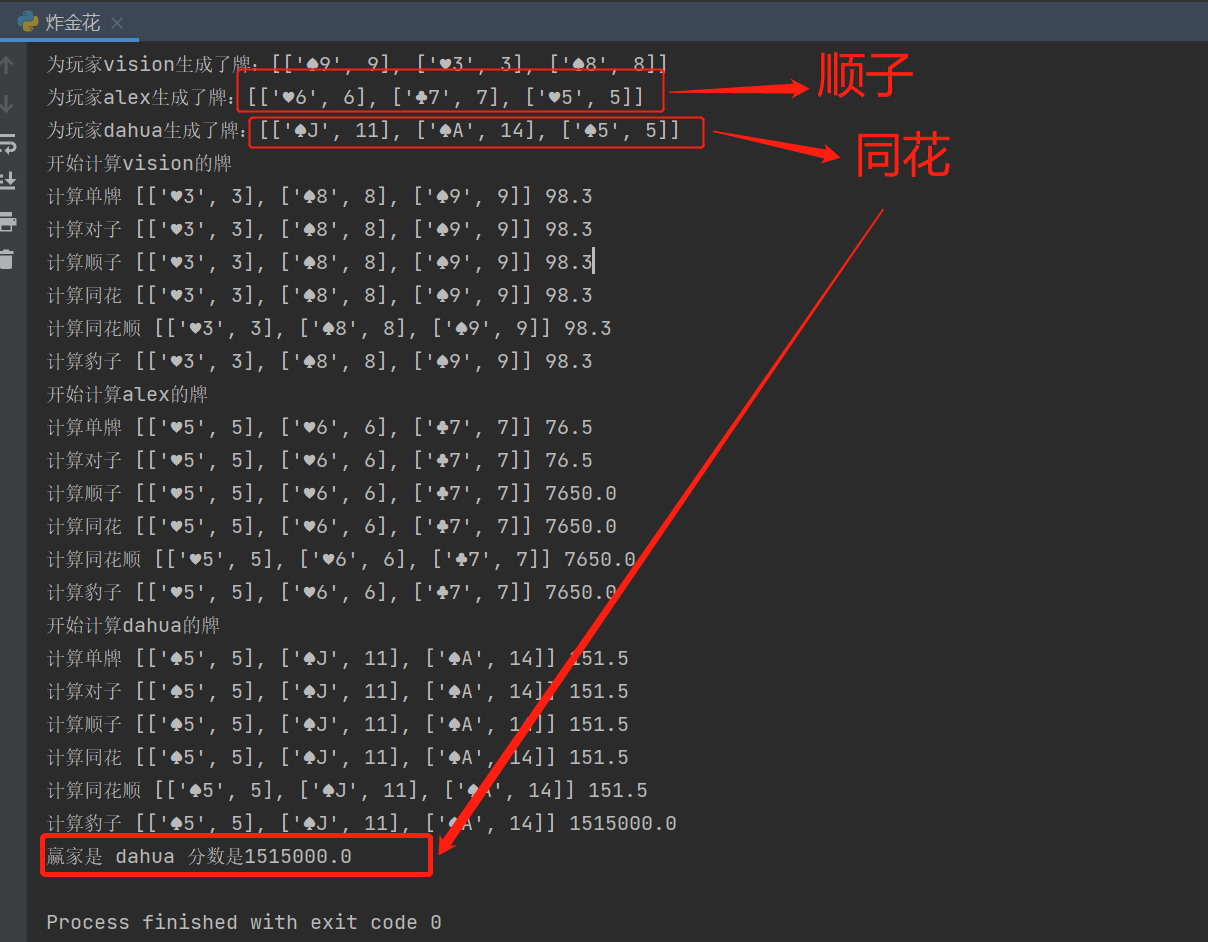 炸金花
为玩家vision生成了牌：[['♠9', 9], ['♥3', 3], ['♠8', 8]]
为玩家alex生成了牌：[['♥6', 6], ['♣7', 7], ['♥5', 5]]
顺子
为玩家dahua生成了牌：[['♠J', 11], ['♠A', 14], ['♠5', 5]]
同花
开始计算vision的牌
计算单牌 [['♥3', 3], ['♠8', 8], ['♠9', 9]] 98.3
计算对子 [['♥3', 3], ['♠8', 8], ['♠9', 9]] 98.3
计算顺子 [['♥3', 3], ['♠8', 8], ['♠9', 9]] 98.3
计算同花 [['♥3', 3], ['♠8', 8], ['♠9', 9]] 98.3
计算同花顺 [['♥3', 3], ['♠8', 8], ['♠9', 9]] 98.3
计算豹子 [['♥3', 3], ['♠8', 8], ['♠9', 9]] 98.3
开始计算alex的牌
计算单牌 [['♥5', 5], ['♥6', 6], ['♣7', 7]] 76.5
计算对子 [['♥5', 5], ['♥6', 6], ['♣7', 7]] 76.5
计算顺子 [['♥5', 5], ['♥6', 6], ['♣7', 7]] 7650.0
计算同花 [['♥5', 5], ['♥6', 6], ['♣7', 7]] 7650.0
计算同花顺 [['♥5', 5], ['♥6', 6], ['♣7', 7]] 7650.0
计算豹子 [['♥5', 5], ['♥6', 6], ['♣7', 7]] 7650.0
开始计算dahua的牌
计算单牌 [['♠5', 5], ['♠J', 11], ['♠A', 14]] 151.5
计算对子 [['♠5', 5], ['♠J', 11], ['♠A', 14]] 151.5
计算顺子 [['♠5', 5], ['♠J', 11], ['♠A', 14]] 151.5
计算同花 [['♠5', 5], ['♠J', 11], ['♠A', 14]] 151.5
计算同花顺 [['♠5', 5], ['♠J', 11], ['♠A', 14]] 151.5
计算豹子 [['♠5', 5], ['♠J', 11], ['♠A', 14]] 1515000.0
赢家是 dahua 分数是1515000.0
Process finished with exit code 0